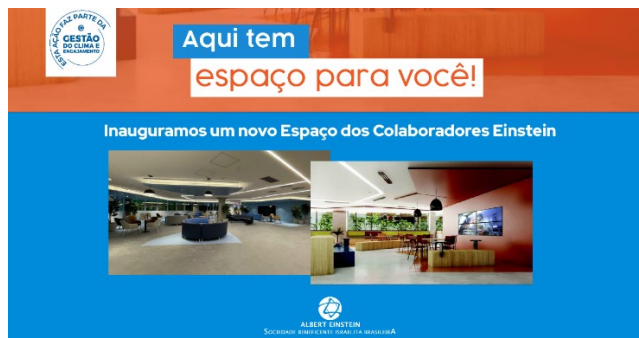 ESTA AÇÃO FAZ PARTE DA
GESTÃO
DO CLIMA E
ENGAJAMENTO
Aqui tem
espaço para você!
Inauguramos um novo Espaço dos Colaboradores Einstein
ALBERT EINSTEIN
SOCIEDADE BENEFICENTE ISRAELITA BRASILEIRA